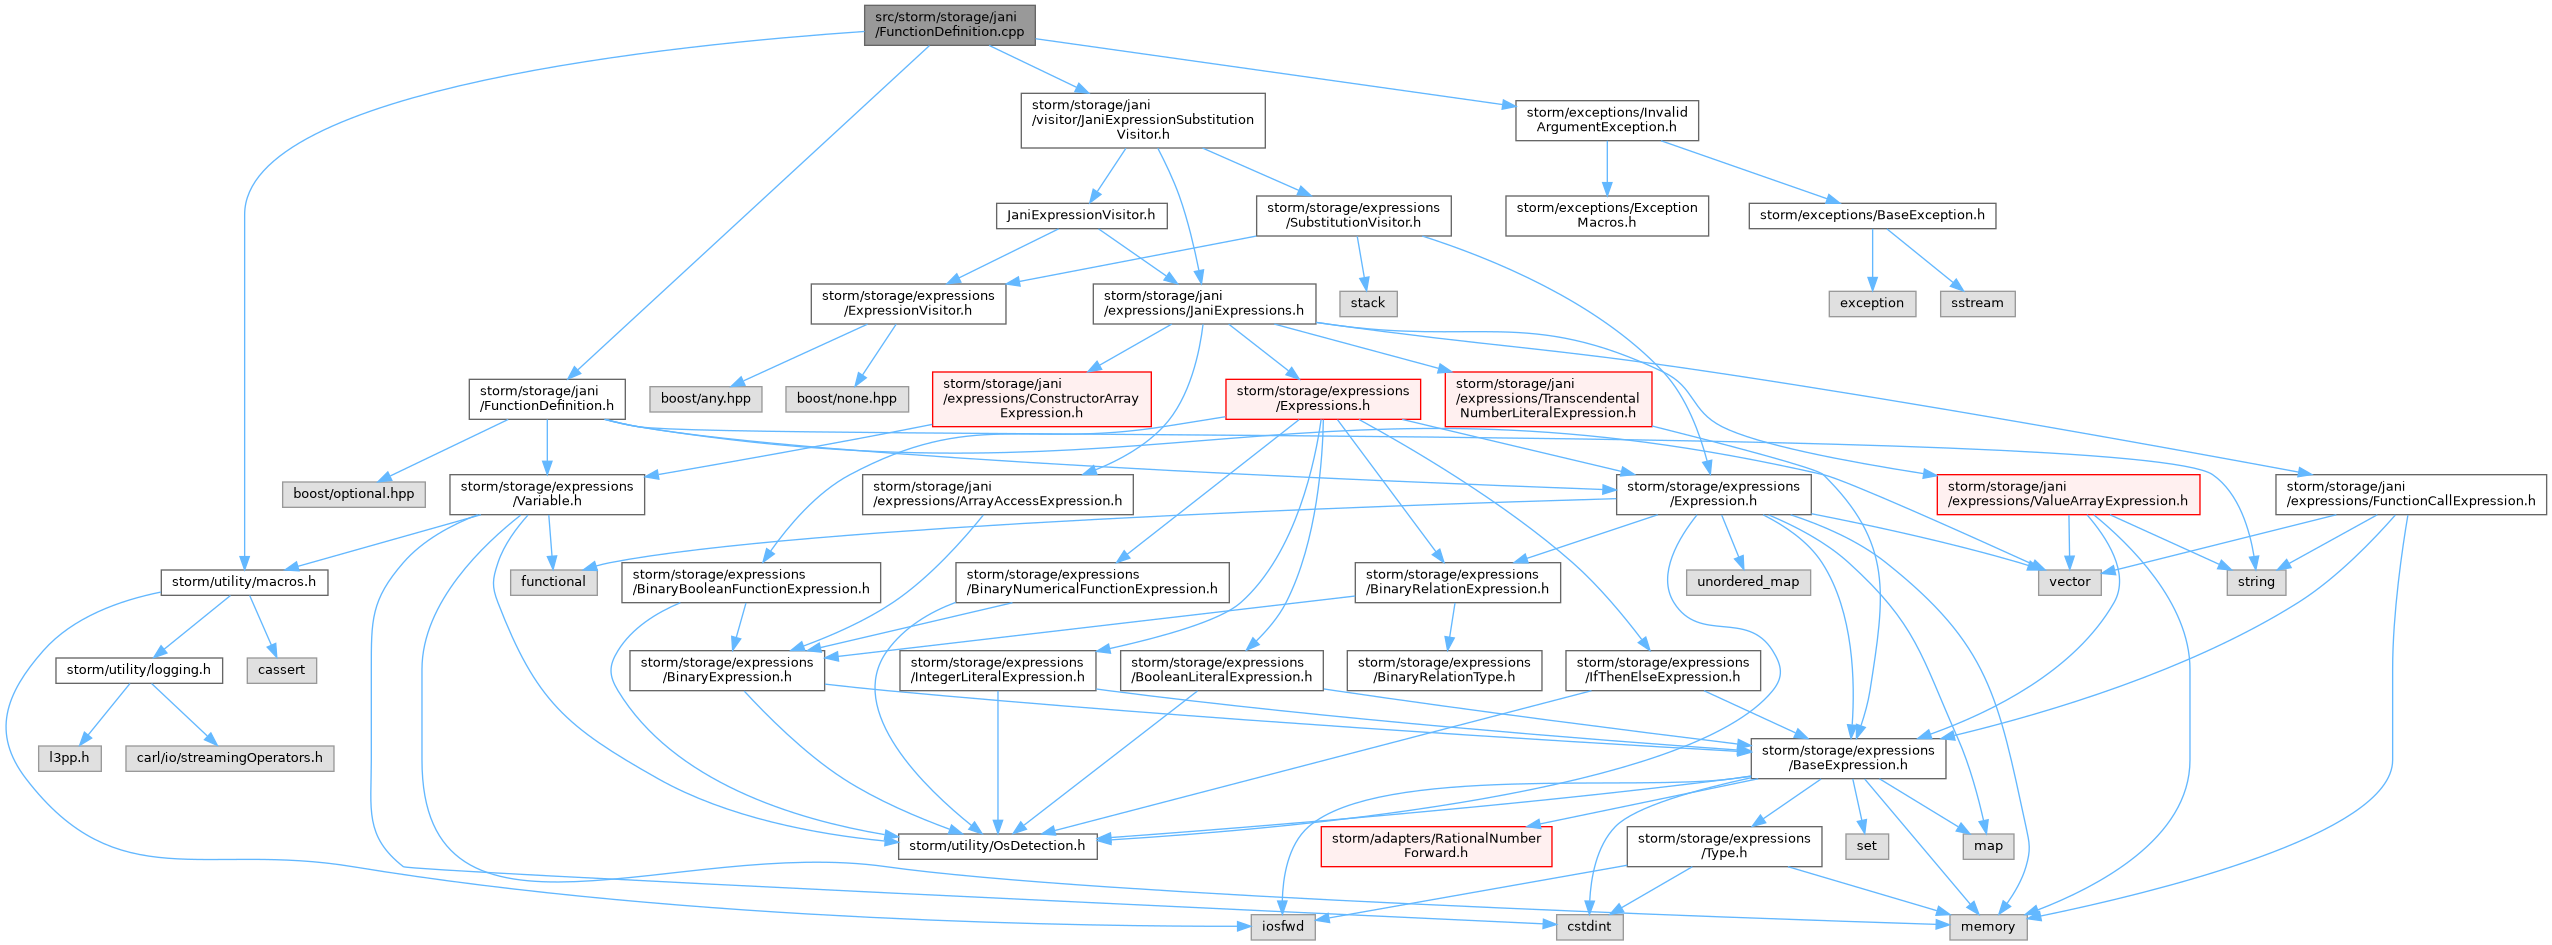 src/storm/storage/jani
/FunctionDefinition.cpp
storm/storage/jani
/visitor/JaniExpressionSubstitution
Visitor.h
storm/exceptions/Invalid
ArgumentException.h
JaniExpressionVisitor.h
storm/storage/expressions
/SubstitutionVisitor.h
storm/exceptions/Exception
Macros.h
storm/exceptions/BaseException.h
storm/storage/expressions
/ExpressionVisitor.h
storm/storage/jani
/expressions/JaniExpressions.h
stack
exception
sstream
storm/storage/jani
/FunctionDefinition.h
boost/any.hpp
boost/none.hpp
storm/storage/jani
/expressions/ConstructorArray
Expression.h
storm/storage/expressions
/Expressions.h
storm/storage/jani
/expressions/Transcendental
NumberLiteralExpression.h
boost/optional.hpp
storm/storage/expressions
/Variable.h
storm/storage/jani
/expressions/ArrayAccessExpression.h
storm/storage/expressions
/Expression.h
storm/storage/jani
/expressions/ValueArrayExpression.h
storm/storage/jani
/expressions/FunctionCallExpression.h
storm/utility/macros.h
functional
storm/storage/expressions
/BinaryBooleanFunctionExpression.h
storm/storage/expressions
/BinaryNumericalFunctionExpression.h
storm/storage/expressions
/BinaryRelationExpression.h
unordered_map
vector
string
storm/utility/logging.h
cassert
storm/storage/expressions
/BinaryExpression.h
storm/storage/expressions
/IntegerLiteralExpression.h
storm/storage/expressions
/BooleanLiteralExpression.h
storm/storage/expressions
/BinaryRelationType.h
storm/storage/expressions
/IfThenElseExpression.h
l3pp.h
carl/io/streamingOperators.h
storm/storage/expressions
/BaseExpression.h
storm/utility/OsDetection.h
storm/adapters/RationalNumber
Forward.h
storm/storage/expressions
/Type.h
set
map
iosfwd
cstdint
memory